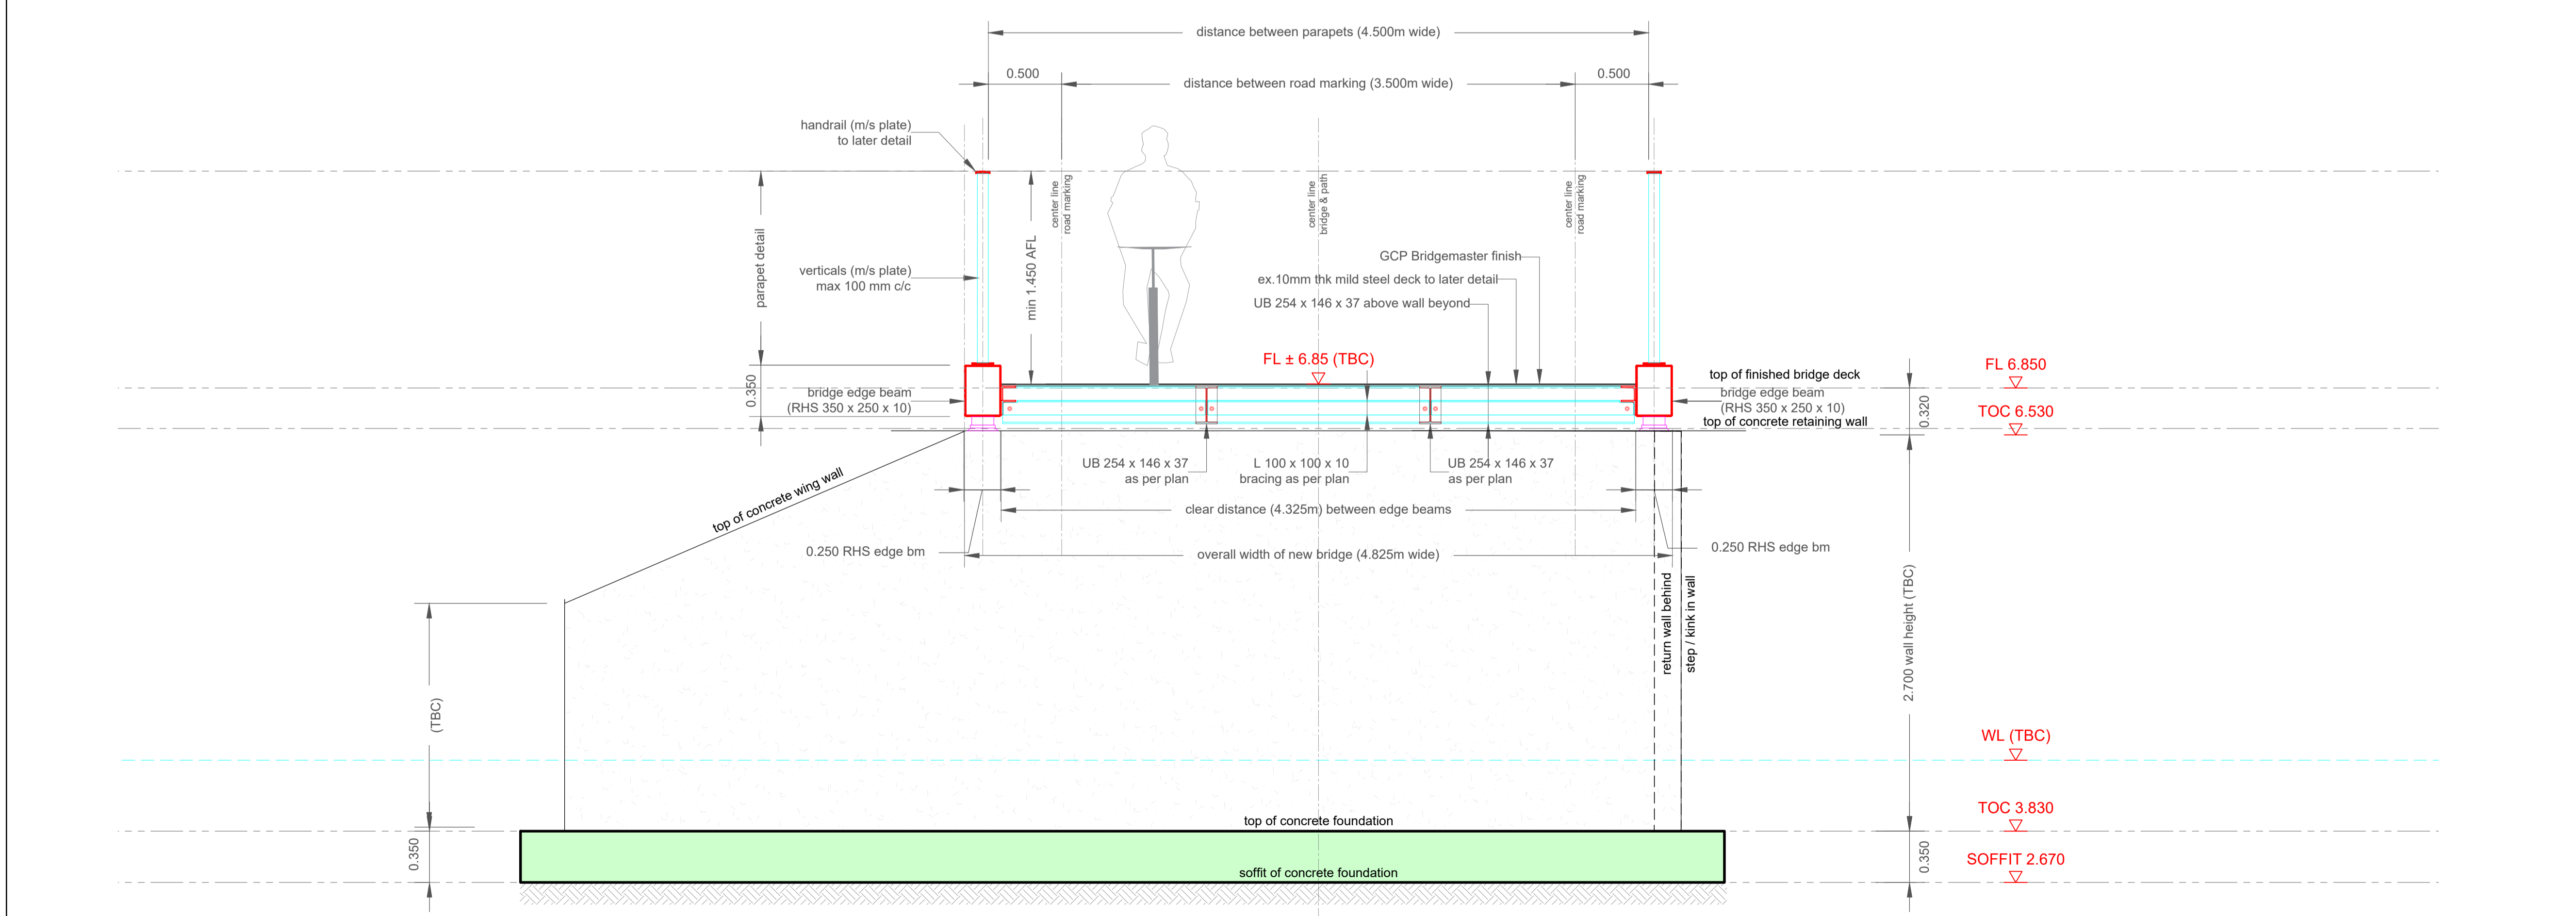 distance between parapets (4.500m wide)
0.500
distance between road marking (3.500m wide)
0.500
handrail (m/s plate)
to later detail
center line
road marking
center line
bridge & path
center line
road marking
parapet detail
min 1.450 AFL
verticals (m/s plate)
max 100 mm c/c
GCP Bridgemaster finish
ex.10mm thk mild steel deck to later detail
UB 254 x 146 x 37 above wall beyond
FL ± 6.85 (TBC)
FL 6.850
top of finished bridge deck
0.350
bridge edge beam
(RHS 350 x 250 x 10)
bridge edge beam
(RHS 350 x 250 x 10)
0.320
TOC 6.530
top of concrete retaining wall
UB 254 x 146 x 37
as per plan
L 100 x 100 x 10
bracing as per plan
UB 254 x 146 x 37
as per plan
top of concrete wing wall
clear distance (4.325m) between edge beams
0.250 RHS edge bm
overall width of new bridge (4.825m wide)
0.250 RHS edge bm
return wall behind
step / kink in wall
2.700 wall height (TBC)
(TBC)
WL (TBC)
TOC 3.830
top of concrete foundation
0.350
0.350
SOFFIT 2.670
soffit of concrete foundation